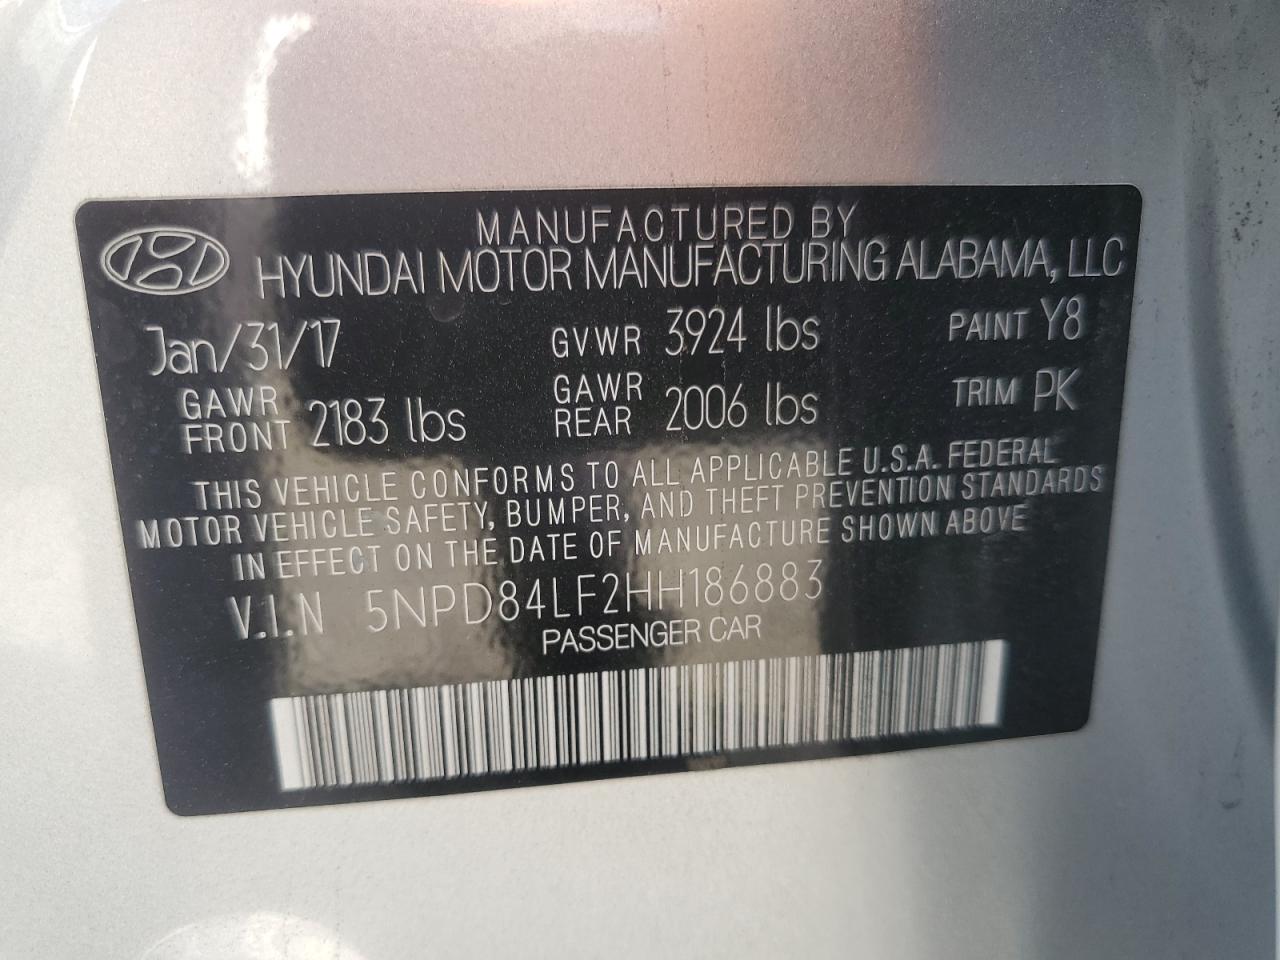 MANUFACTURED BY
HYUNDAI MOTOR MANUFACTURING ALABAMA, LLC
Jan/31/17 GVWR 3924 lbs PAINT Y8
GAWR FRONT 2183 lbs GAWR REAR 2006 lbs TRIM PK
THIS VEHICLE CONFORMS TO ALL APPLICABLE U.S.A. FEDERAL
MOTOR VEHICLE SAFETY, BUMPER, AND THEFT PREVENTION STANDARDS
IN EFFECT ON THE DATE OF MANUFACTURE SHOWN ABOVE
V.I.N 5NPD84LF2HH186883
PASSENGER CAR